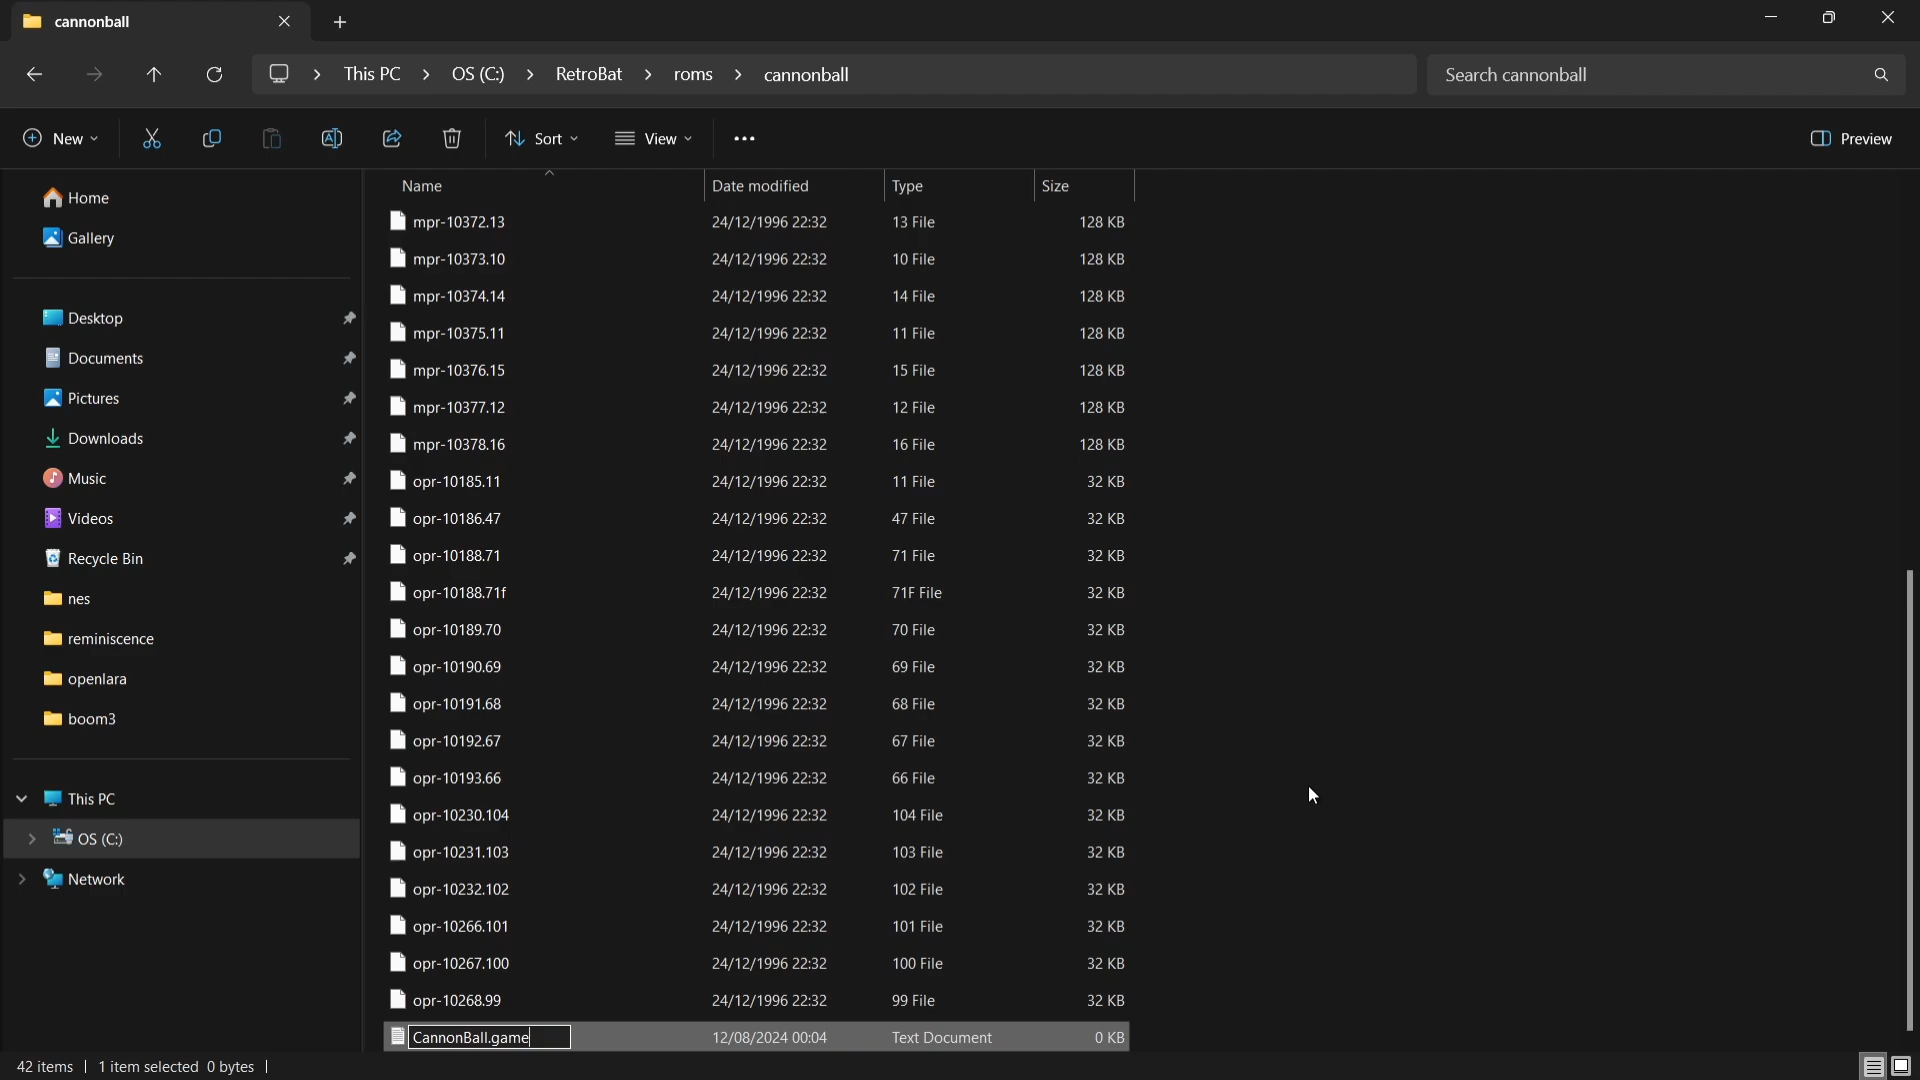 cannonball
This PC > OS (C:) > RetroBat > roms > cannonball
Search cannonball
New
Sort
View
Preview
Home
Gallery
Desktop
Documents
Pictures
Downloads
Music
Videos
Recycle Bin
nes
reminiscence
openlara
boom3
This PC
OS (C:)
Network
Name Date modified Type Size
mpr-10372.13 24/12/1996 22:32 13 File 128 KB
mpr-10373.10 24/12/1996 22:32 10 File 128 KB
mpr-10374.14 24/12/1996 22:32 14 File 128 KB
mpr-10375.11 24/12/1996 22:32 11 File 128 KB
mpr-10376.15 24/12/1996 22:32 15 File 128 KB
mpr-10377.12 24/12/1996 22:32 12 File 128 KB
mpr-10378.16 24/12/1996 22:32 16 File 128 KB
opr-10185.11 24/12/1996 22:32 11 File 32 KB
opr-10186.47 24/12/1996 22:32 47 File 32 KB
opr-10188.71 24/12/1996 22:32 71 File 32 KB
opr-10188.71f 24/12/1996 22:32 71F File 32 KB
opr-10189.70 24/12/1996 22:32 70 File 32 KB
opr-10190.69 24/12/1996 22:32 69 File 32 KB
opr-10191.68 24/12/1996 22:32 68 File 32 KB
opr-10192.67 24/12/1996 22:32 67 File 32 KB
opr-10193.66 24/12/1996 22:32 66 File 32 KB
opr-10230.104 24/12/1996 22:32 104 File 32 KB
opr-10231.103 24/12/1996 22:32 103 File 32 KB
opr-10232.102 24/12/1996 22:32 102 File 32 KB
opr-10266.101 24/12/1996 22:32 101 File 32 KB
opr-10267.100 24/12/1996 22:32 100 File 32 KB
opr-10268.99 24/12/1996 22:32 99 File 32 KB
CannonBall.game 12/08/2024 00:04 Text Document 0 KB
42 items 1 item selected 0 bytes